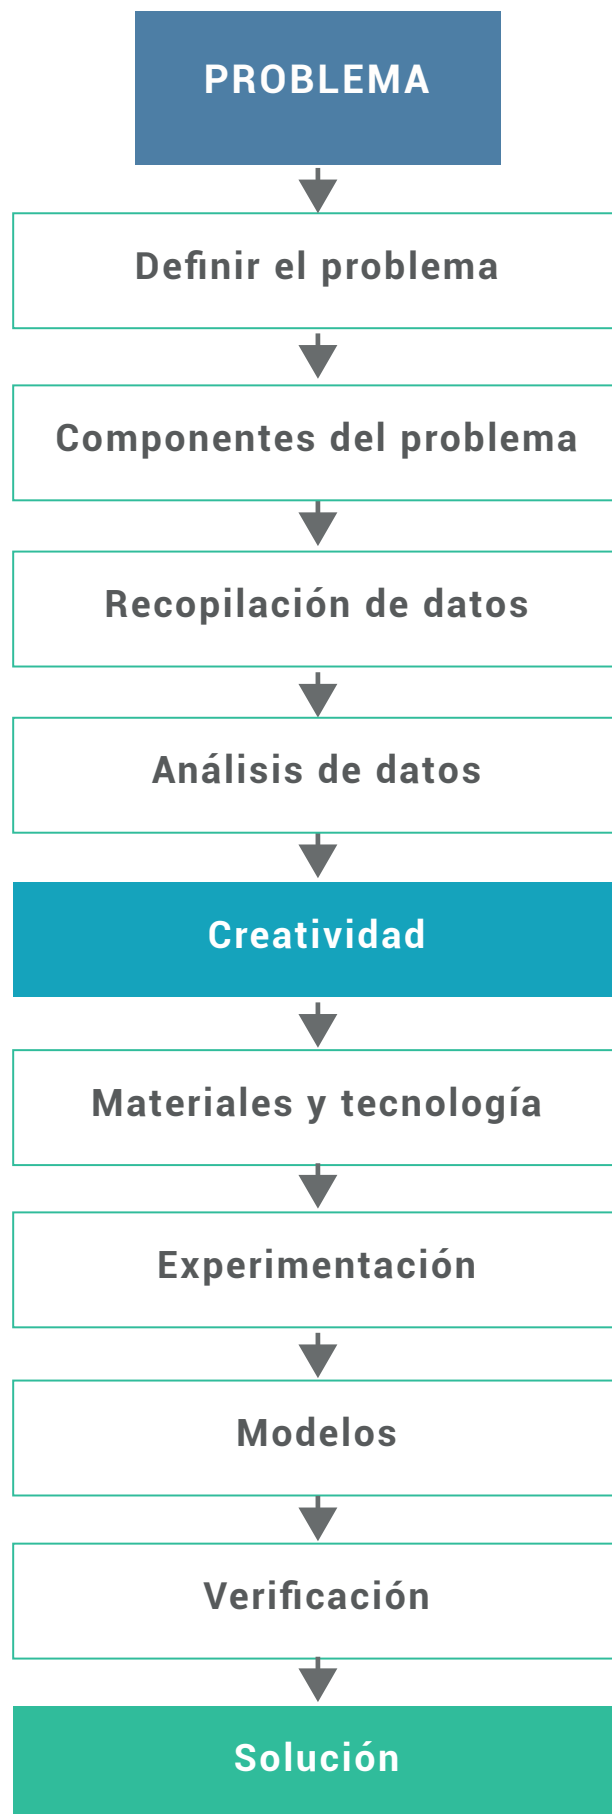 PROBLEMA
Definir el problema
Componentes del problema
Recopilación de datos
Análisis de datos
Creatividad
Materiales y tecnología
Experimentación
Modelos
Verificación
Solución